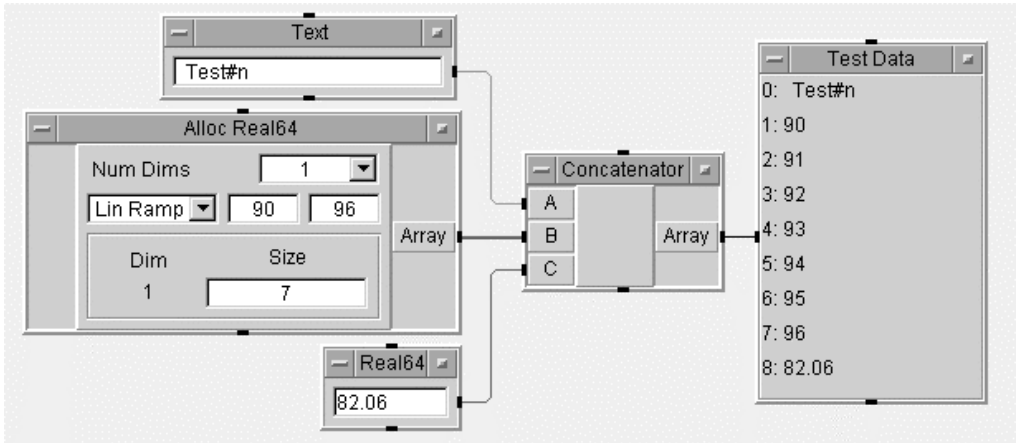 Text
Test#n
Alloc Real64
Num Dims 1
Lin Ramp 90 96
Array
Dim Size
1 7
Real64
82.06
Concatenator
A
B Array
C
Test Data
0: Test#n
1: 90
2: 91
3: 92
4: 93
5: 94
6: 95
7: 96
8: 82.06